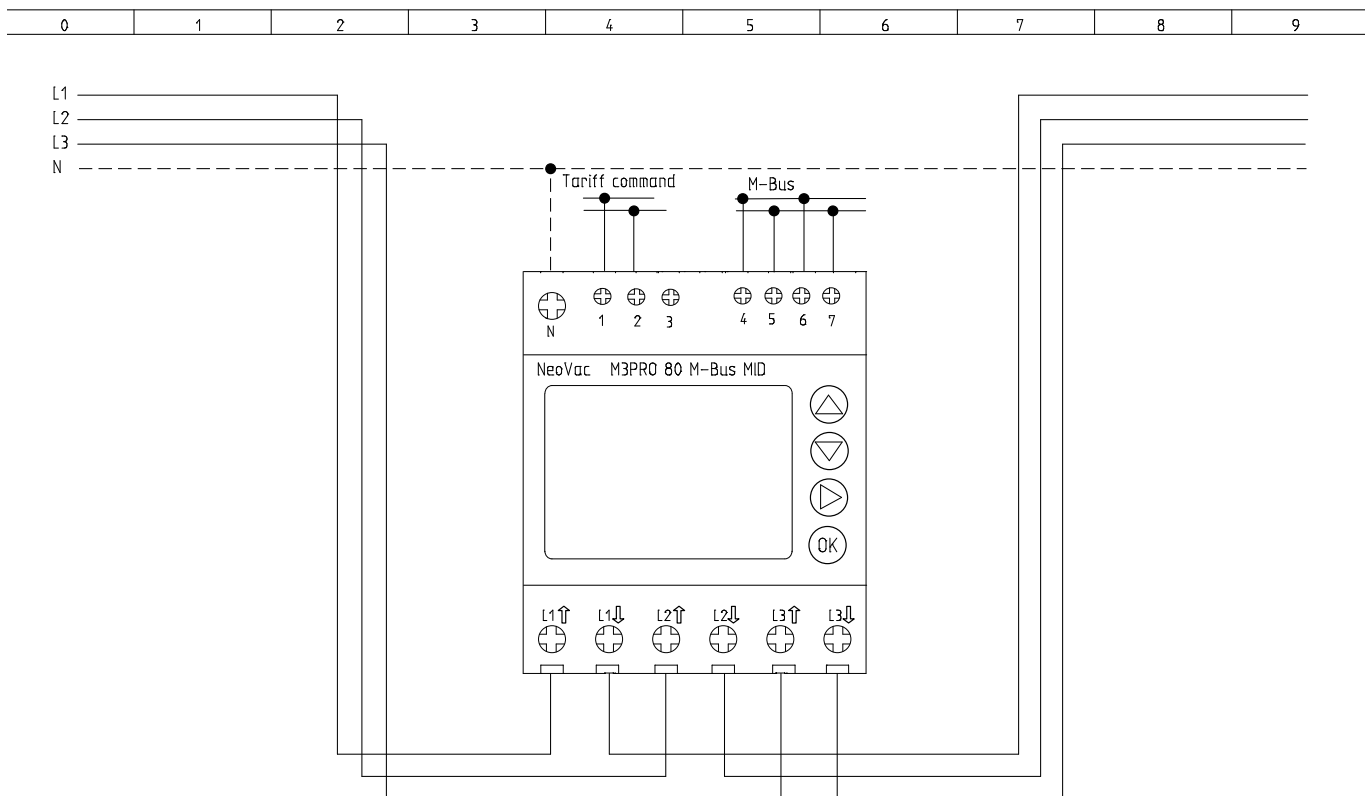 0 1 2 3 4 5 6 7 8 9
L1
L2
L3
N
Tariff command M-Bus
N 1 2 3 4 5 6 7
NeoVac M3PRO 80 M-Bus MID
OK
L1⇧ L1⇩ L2⇧ L2⇩ L3⇧ L3⇩